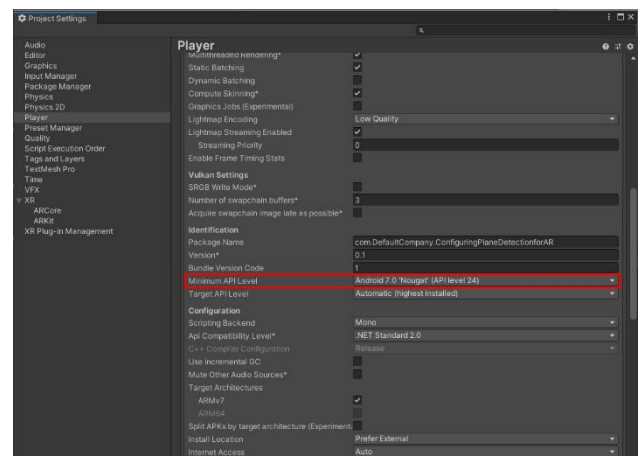 Project Settings
Audio
Editor
Graphics
Input Manager
Package Manager
Physics
Physics 2D
Player
Preset Manager
Quality
Script Execution Order
Tags and Layers
TextMesh Pro
Time
VFX
XR
ARCore
ARKit
XR Plug-in Management
Player
Multithreaded Rendering*
Static Batching
Dynamic Batching
Compute Skinning*
Graphics Jobs (Experimental)
Lightmap Encoding Low Quality
Lightmap Streaming Enabled
Streaming Priority 0
Enable Frame Timing Stats
Vulkan Settings
SRGB Write Mode*
Number of swapchain buffers* 3
Acquire swapchain image late as possible*
Identification
Package Name com.DefaultCompany.ConfiguringPlaneDetectionforAR
Version* 0.1
Bundle Version Code 1
Minimum API Level Android 7.0 'Nougat' (API level 24)
Target API Level Automatic (highest installed)
Configuration
Scripting Backend Mono
Api Compatibility Level* .NET Standard 2.0
C++ Compiler Configuration Release
Use incremental GC
Mute Other Audio Sources*
Target Architectures
ARMv7
ARM64
Split APKs by target architecture (Experiment
Install Location Prefer External
Internet Access Auto